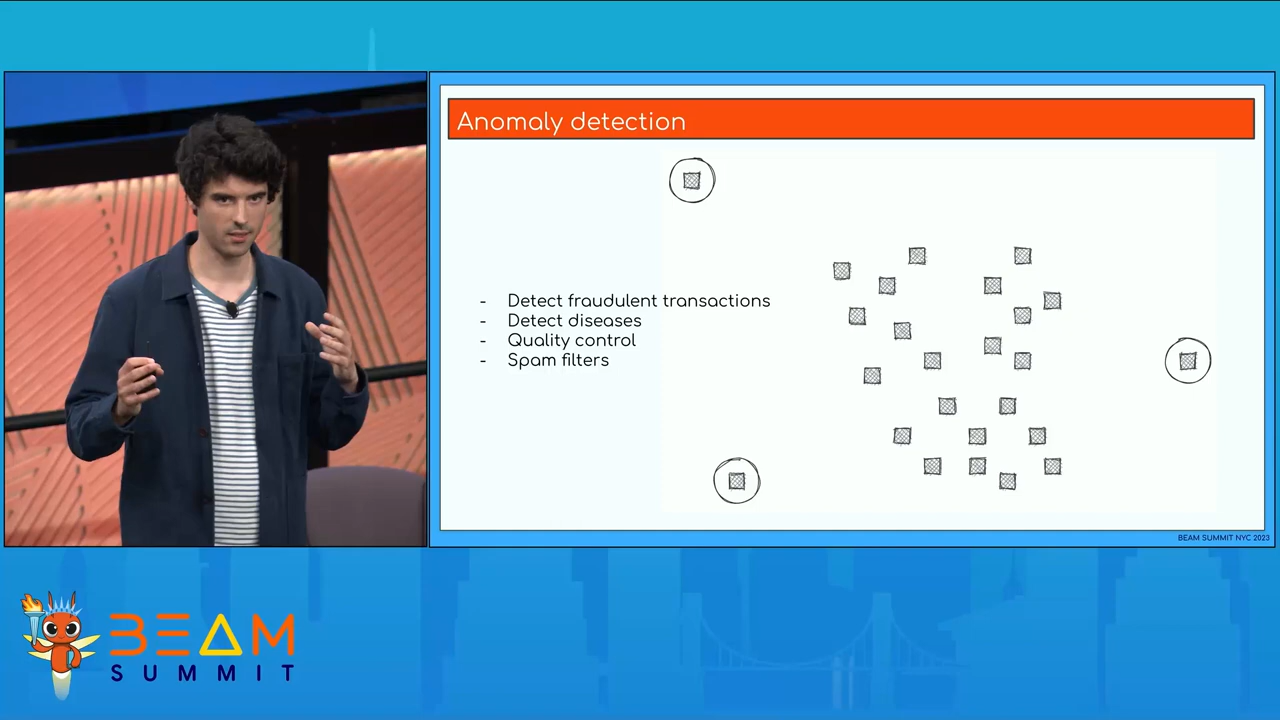 Anomaly detection
- Detect fraudulent transactions
- Detect diseases
- Quality control
- Spam filters
BEAM SUMMIT NYC 2023
BEAM
SUMMIT